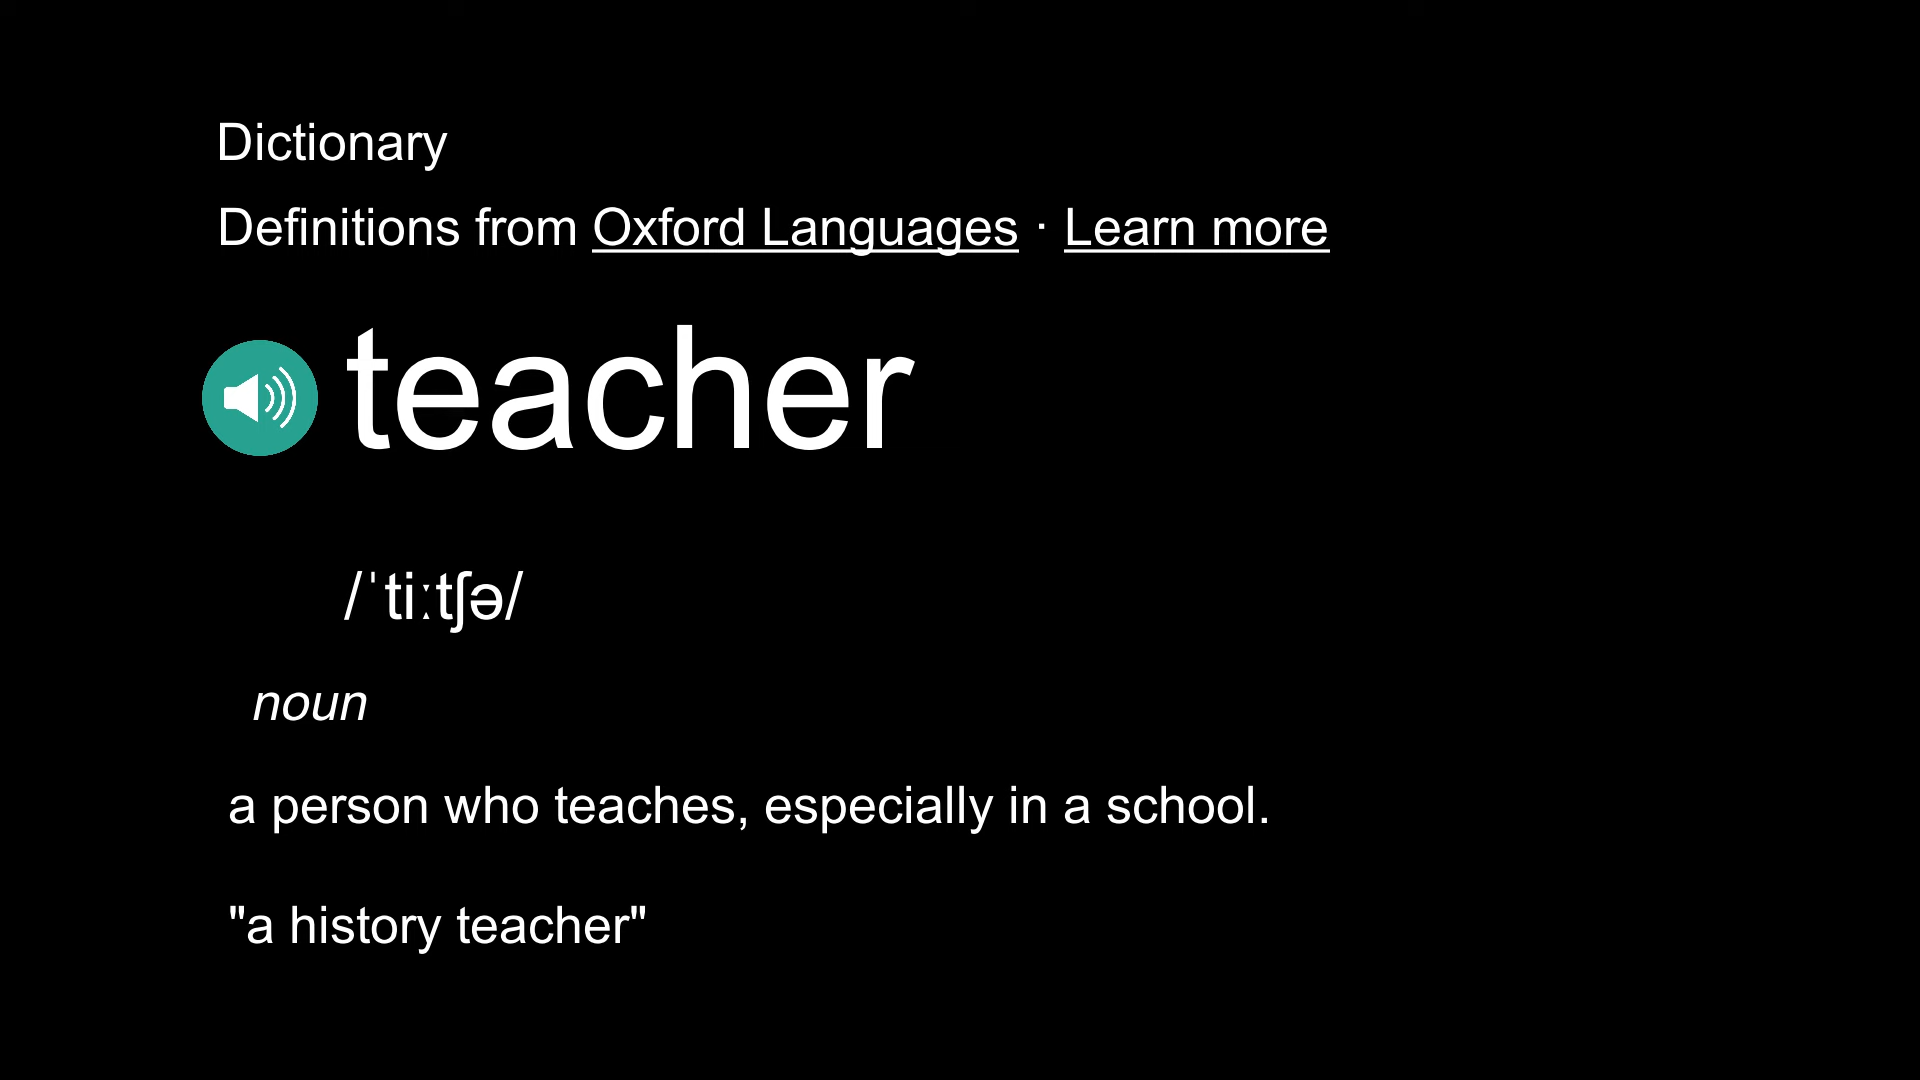 Dictionary
Definitions from Oxford Languages · Learn more
teacher
/ˈtiːtʃə/
noun
a person who teaches, especially in a school.
"a history teacher"